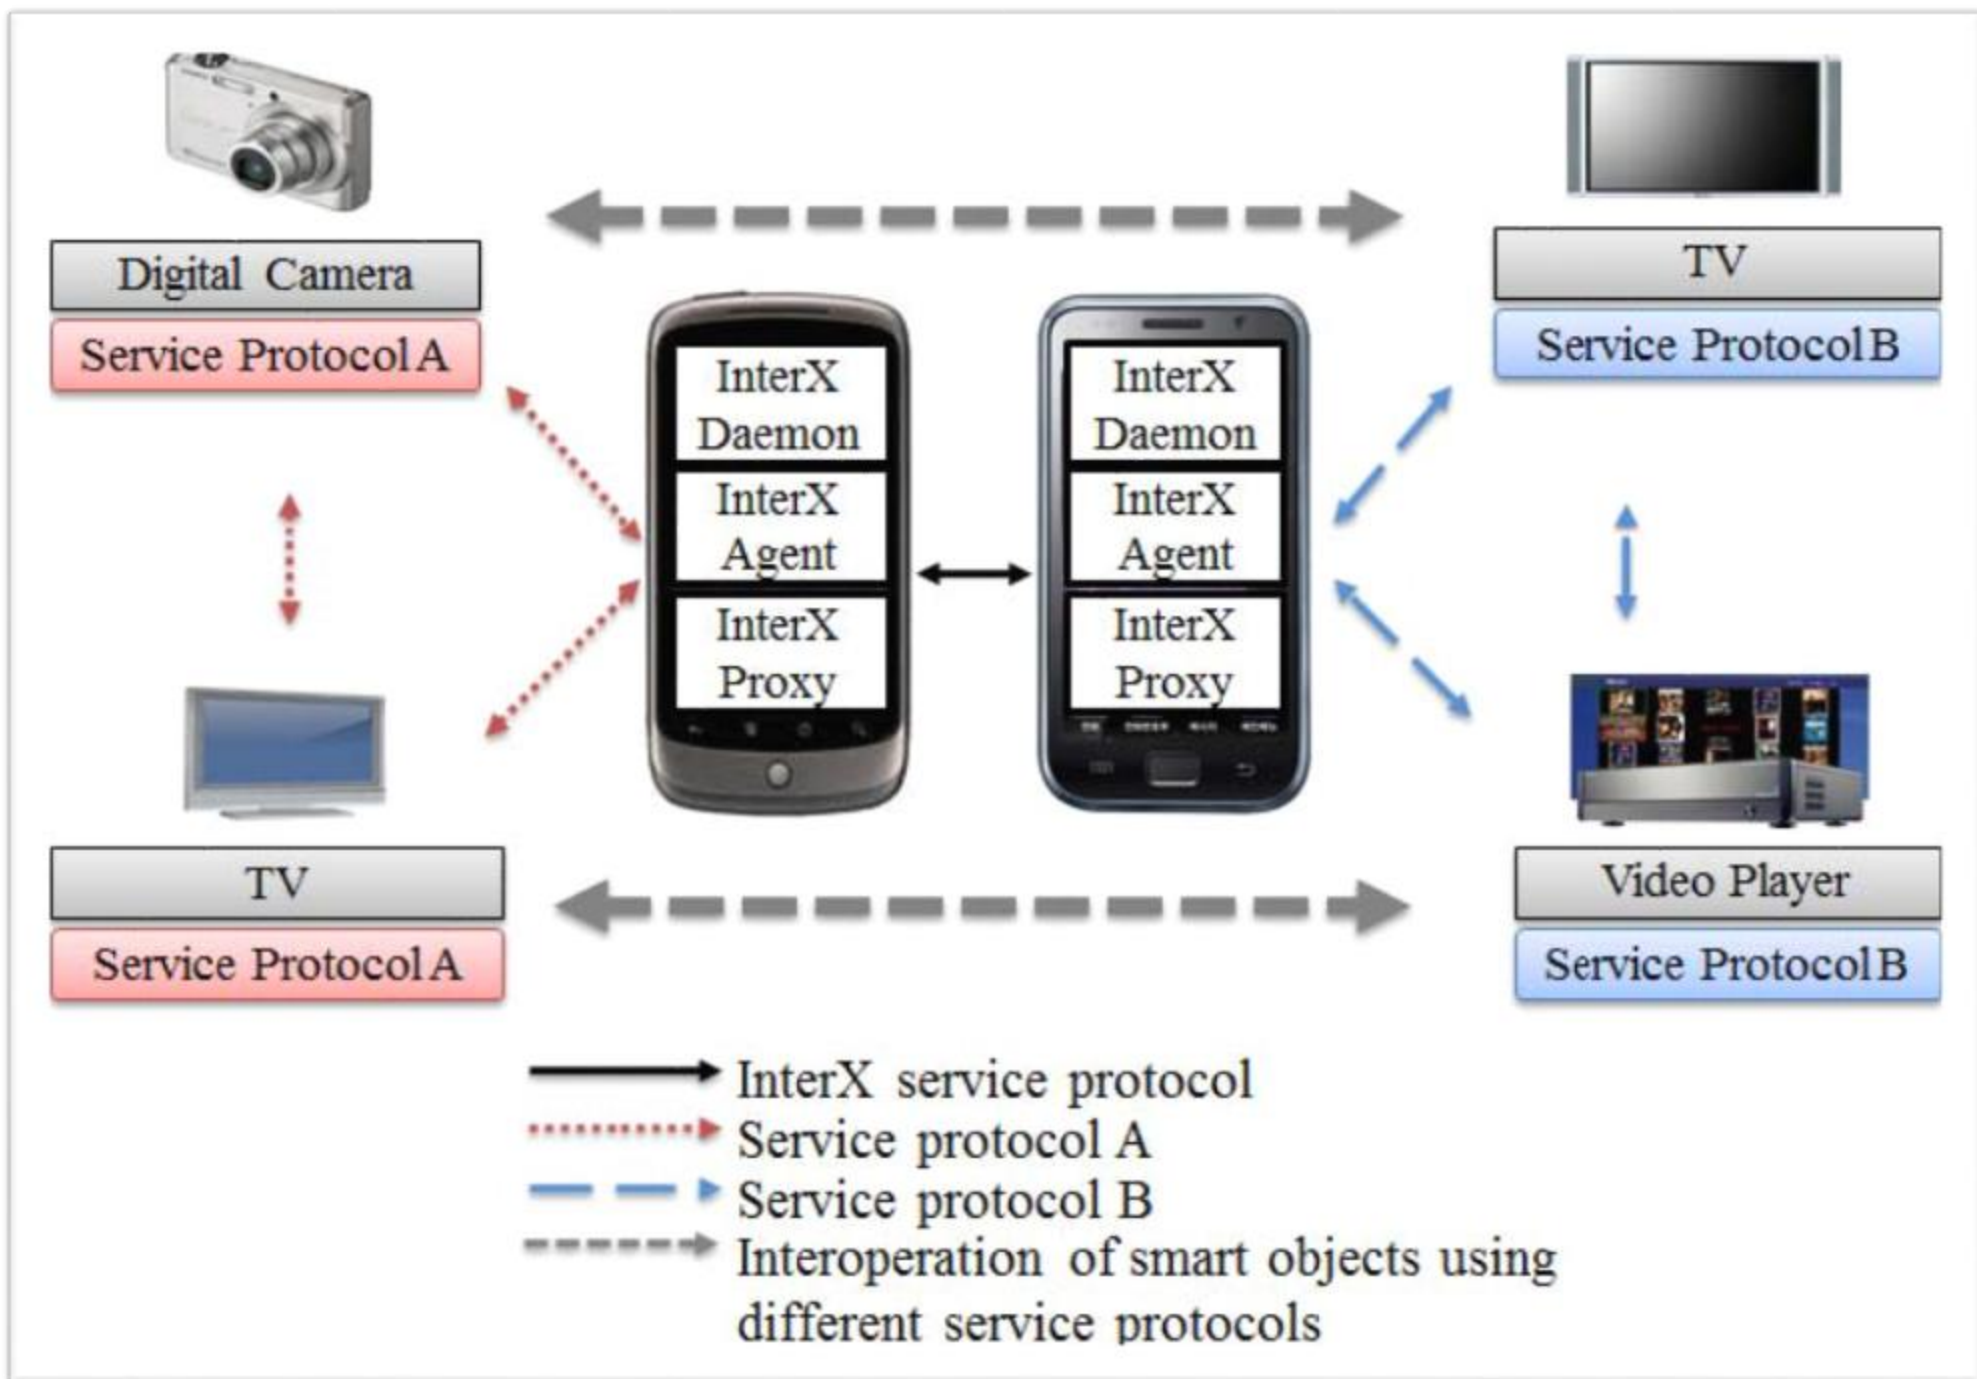 Digital Camera
Service Protocol A
TV
Service Protocol B
InterX
Daemon
InterX
Agent
InterX
Proxy
InterX
Daemon
InterX
Agent
InterX
Proxy
TV
Service Protocol A
Video Player
Service Protocol B
InterX service protocol
Service protocol A
Service protocol B
Interoperation of smart objects using
different service protocols